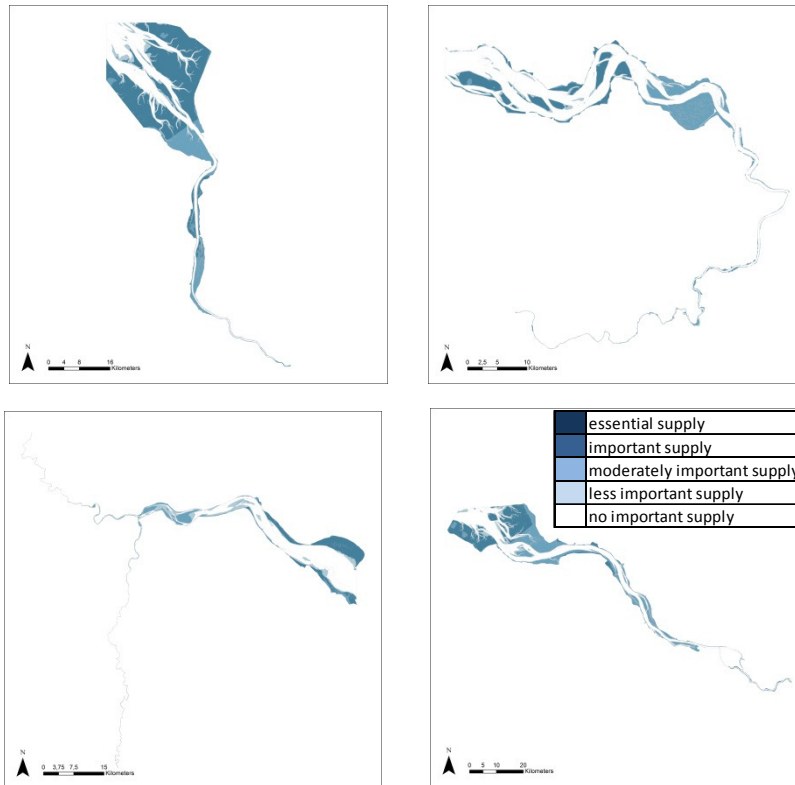 N
0 4 8 16
Kilometers
N
0 2.5 5 10
Kilometers
essential supply
important supply
moderately important supply
less important supply
no important supply
N
0 3,75 7,5 15
Kilometers
N
0 5 10 20
Kilometers